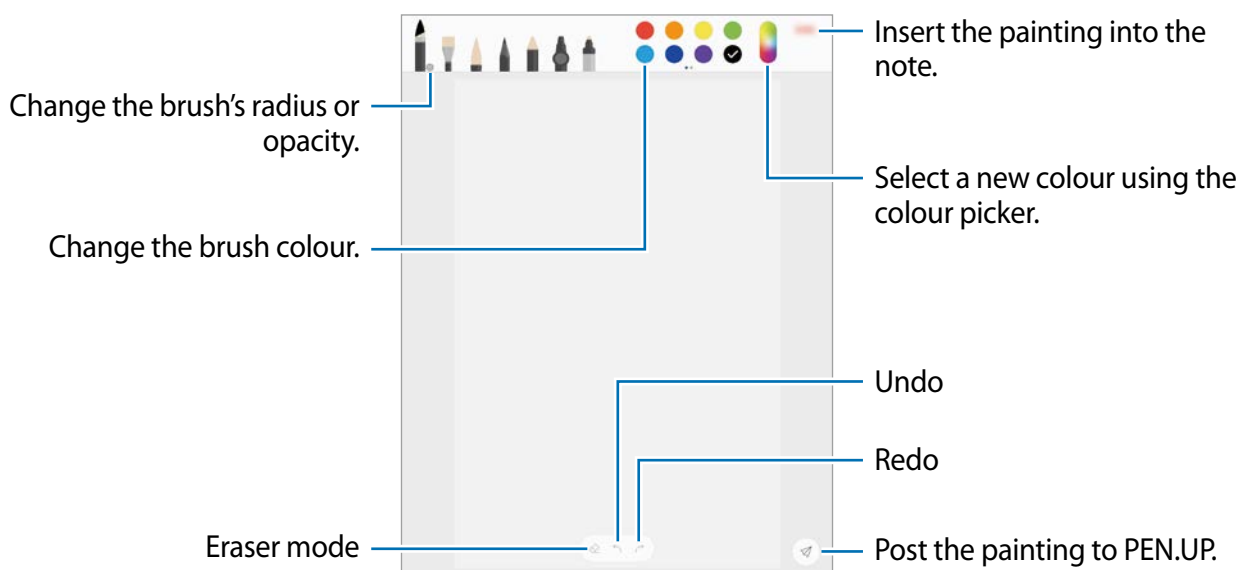 Insert the painting into the
note.
Change the brush's radius or
opacity.
Select a new colour using the
colour picker.
Change the brush colour.
Undo
Redo
Eraser mode
Post the painting to PEN.UP.